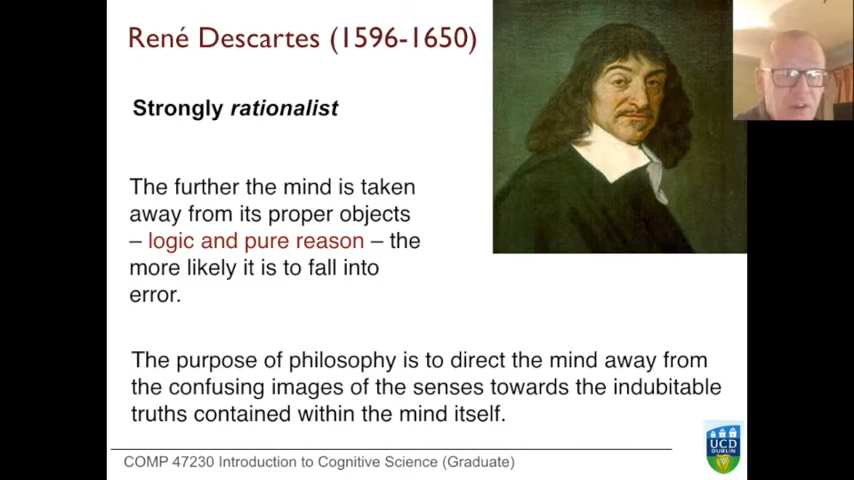 René Descartes (1596-1650)
Strongly rationalist
The further the mind is taken
away from its proper objects
– logic and pure reason – the
more likely it is to fall into
error.
The purpose of philosophy is to direct the mind away from
the confusing images of the senses towards the indubitable
truths contained within the mind itself.
COMP 47230 Introduction to Cognitive Science (Graduate)
UCD
DUBLIN